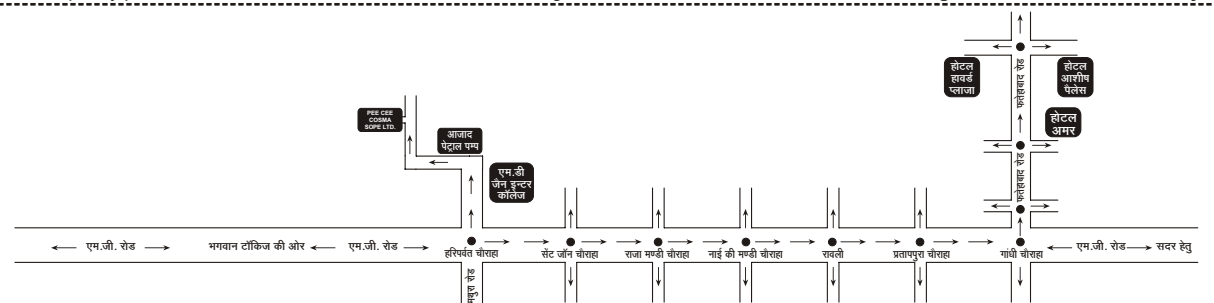 होटल
हावर्ड
प्लाजा
फतेहाबाद रोड
होटल
आशीष
पैलेस
होटल
अमर
PEE CEE
COSMA
SOPE LTD.
आजाद
पेट्राल पम्प
एम.डी
जैन इन्टर
कॉलेज
फतेहाबाद रोड
एम.जी. रोड
भगवान टॉकिज की ओर
एम.जी. रोड
हरिपर्वत चौराहा
सेंट जॉन चौराहा
राजा मण्डी चौराहा
नाई की मण्डी चौराहा
रावली
प्रतापपुरा चौराहा
गांधी चौराहा
एम.जी. रोड
सदर हेतु
मथुरा रोड